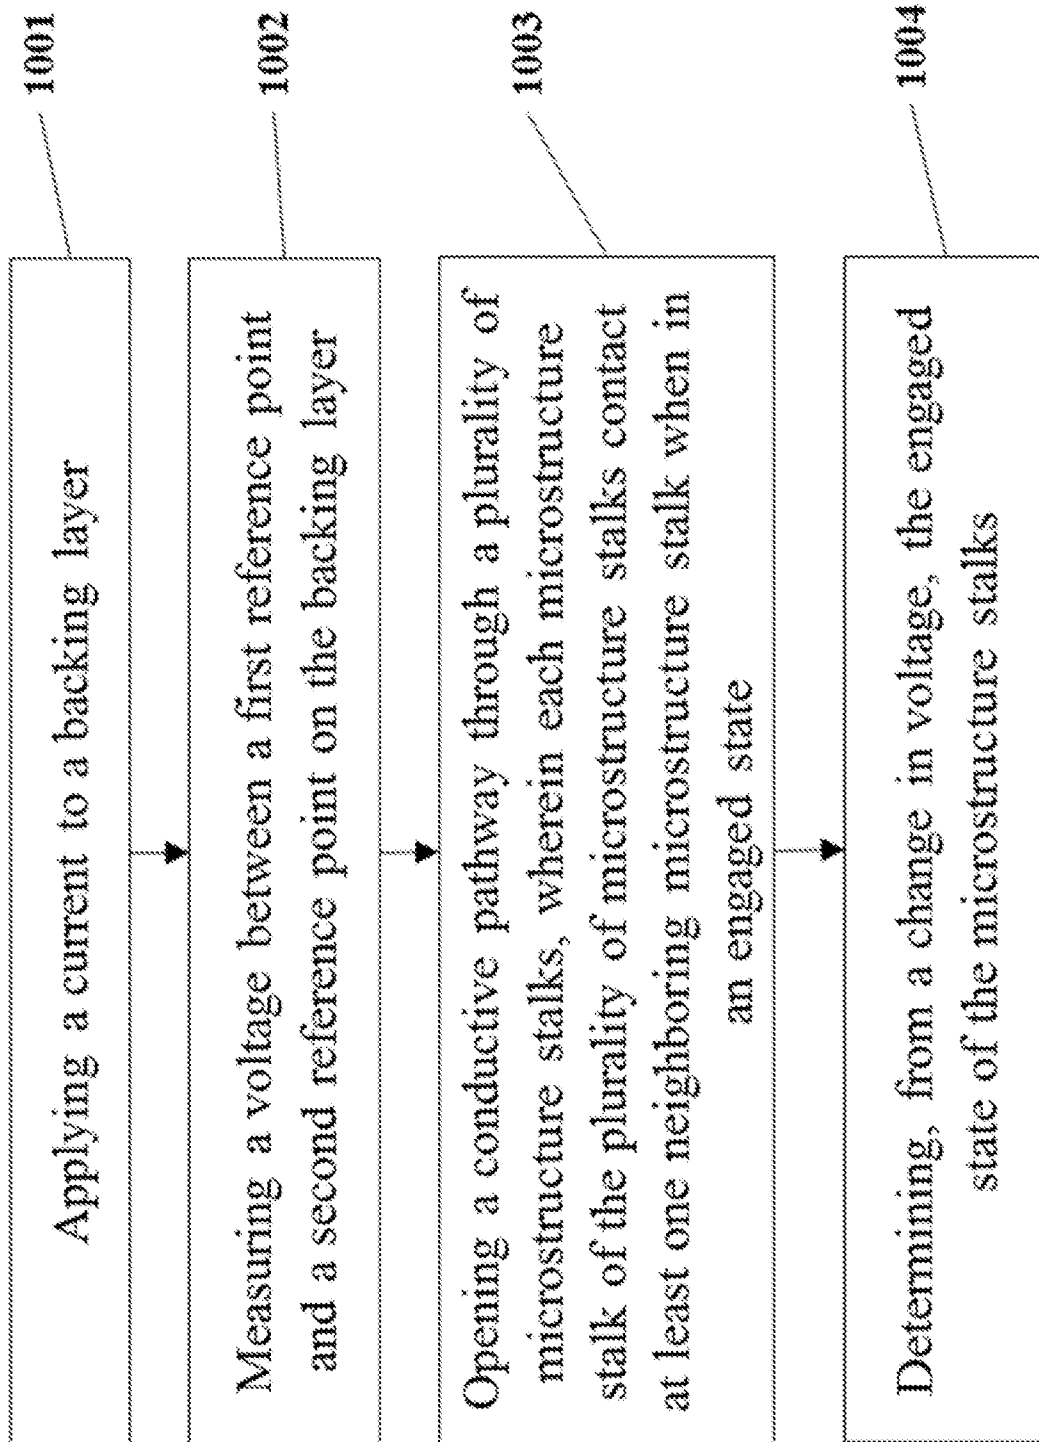 Applying a current to a backing layer
1001
Measuring a voltage between a first reference point
and a second reference point on the backing layer
1002
Opening a conductive pathway through a plurality of
microstructure stalks, wherein each microstructure
stalk of the plurality of microstructure stalks contact
at least one neighboring microstructure stalk when in
an engaged state
1003
Determining, from a change in voltage, the engaged
state of the microstructure stalks
1004